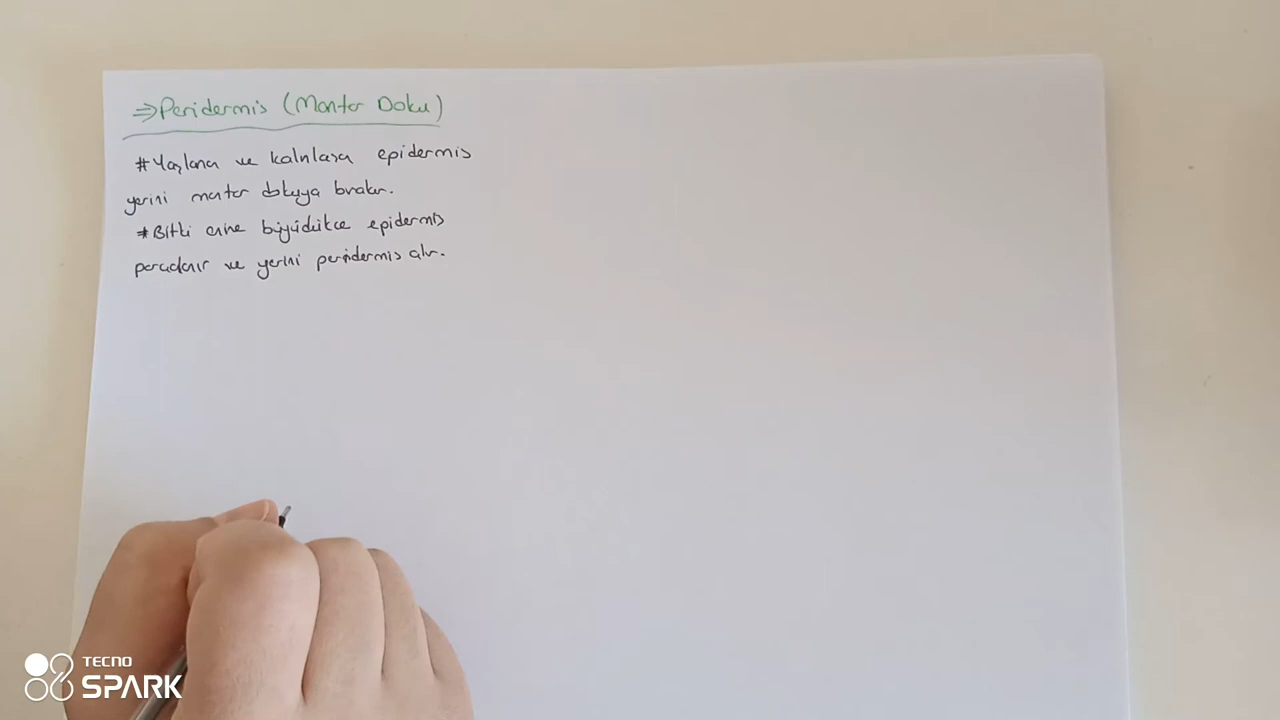 ⇒Peridermis (Mantar Doku)
# Yaşlanan ve kalınlaşan epidermis
yerini mantar dokuya bırakır.
* Bitki enine büyüdükçe epidermis
parçalanır ve yerini peridermis alır.
TECNO
SPARK